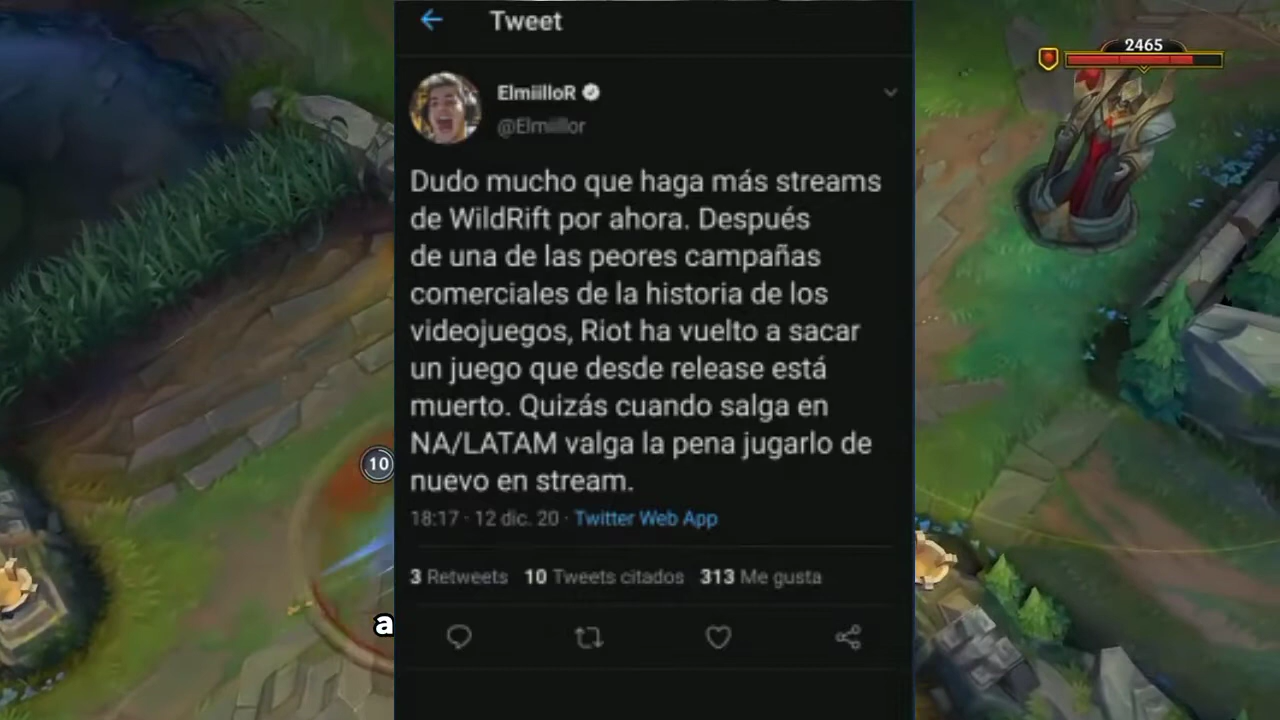 Tweet
2465
ElmiilloR
@Elmiillor
Dudo mucho que haga más streams
de WildRift por ahora. Después
de una de las peores campañas
comerciales de la historia de los
videojuegos, Riot ha vuelto a sacar
un juego que desde release está
muerto. Quizás cuando salga en
NA/LATAM valga la pena jugarlo de
nuevo en stream.
10
18:17 · 12 dic. 20 · Twitter Web App
3 Retweets 10 Tweets citados 313 Me gusta
a